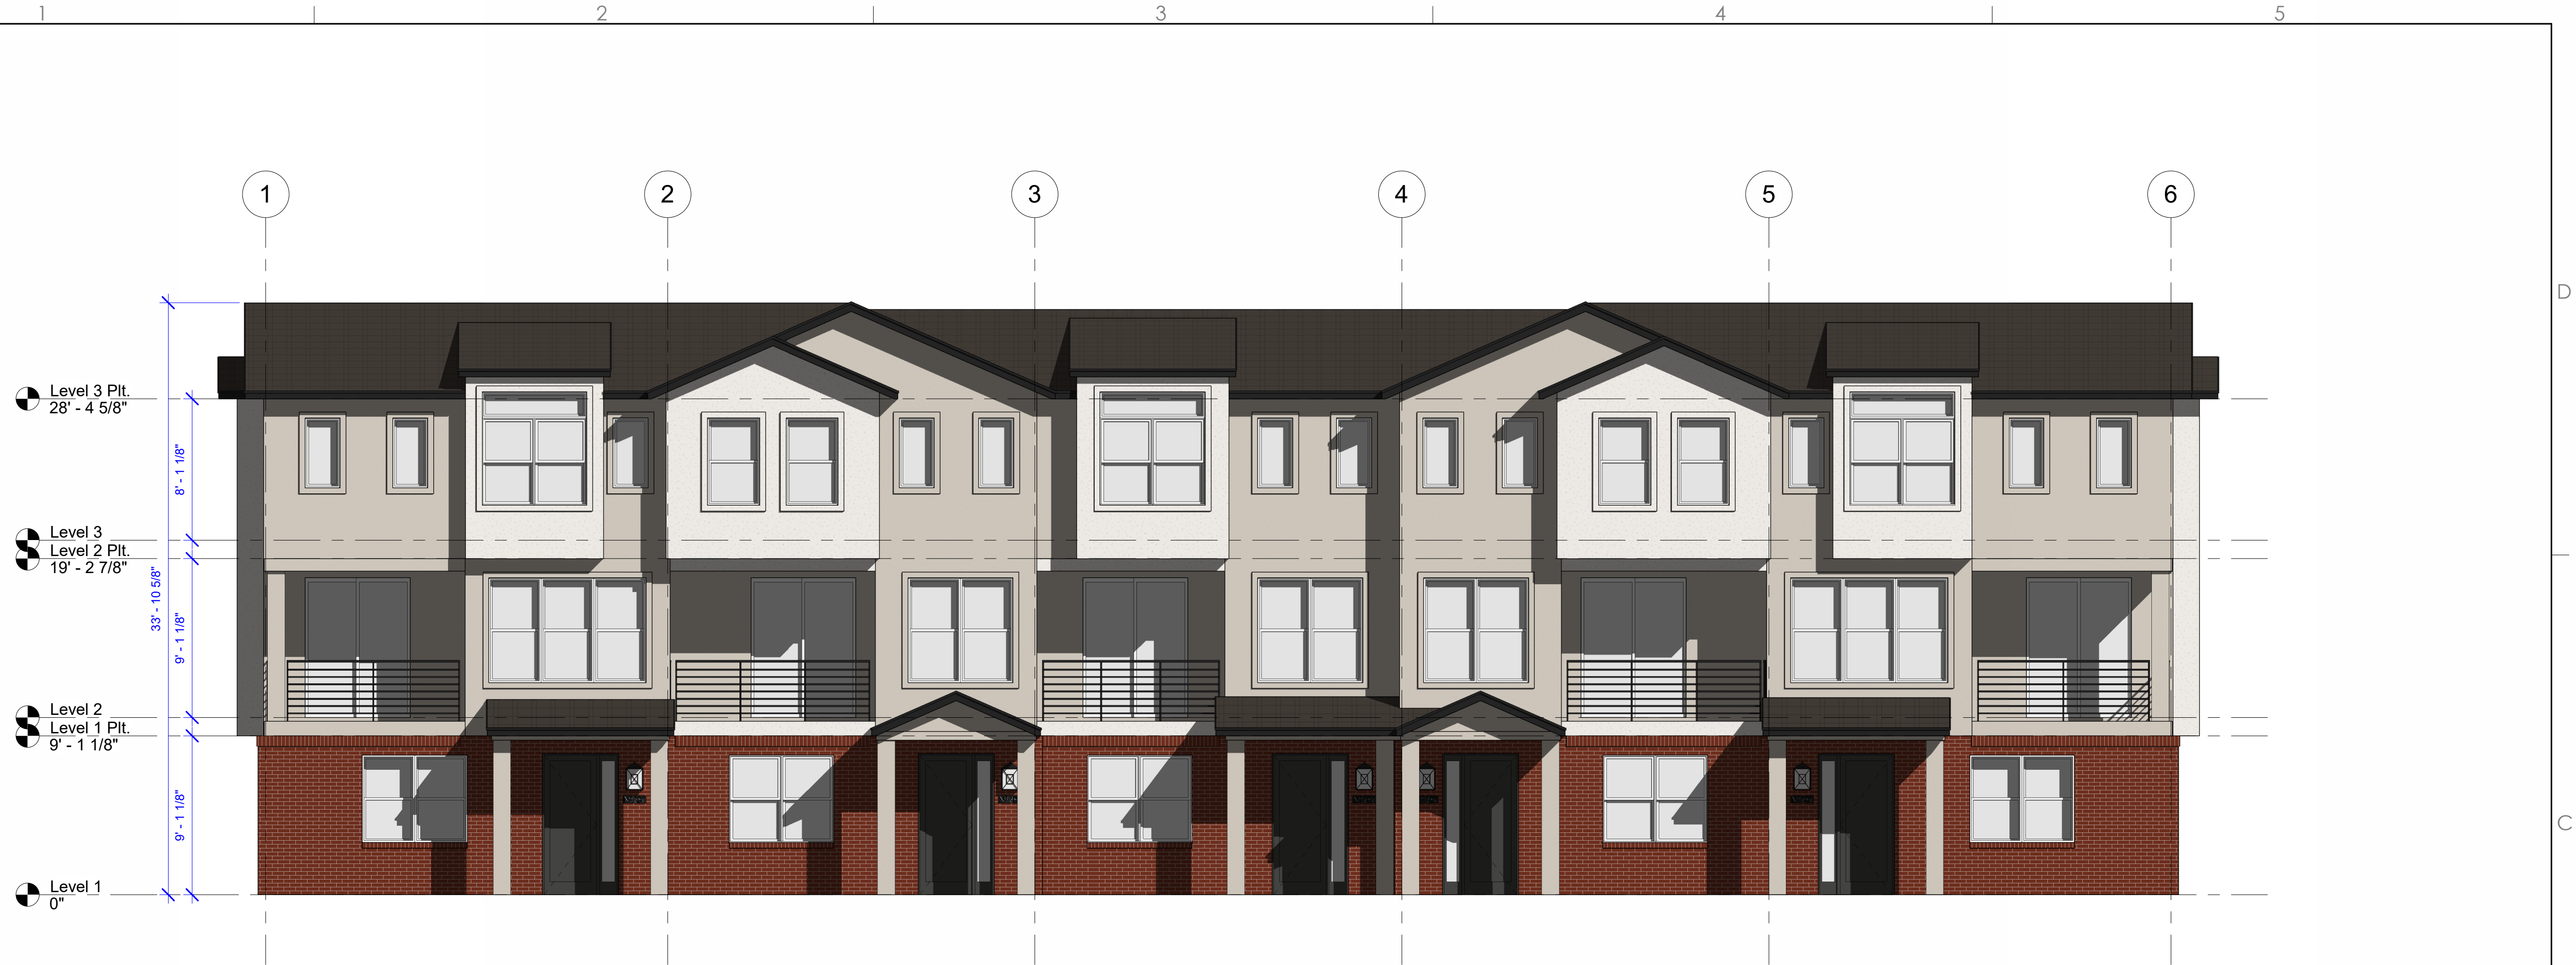 1 2 3 4 5
D
1 2 3 4 5 6
Level 3 Plt.
28' - 4 5/8"
8' - 1 1/8"
Level 3
Level 2 Plt.
19' - 2 7/8"
33' - 10 5/8"
9' - 1 1/8"
Level 2
Level 1 Plt.
9' - 1 1/8"
9' - 1 1/8"
C
Level 1
0"